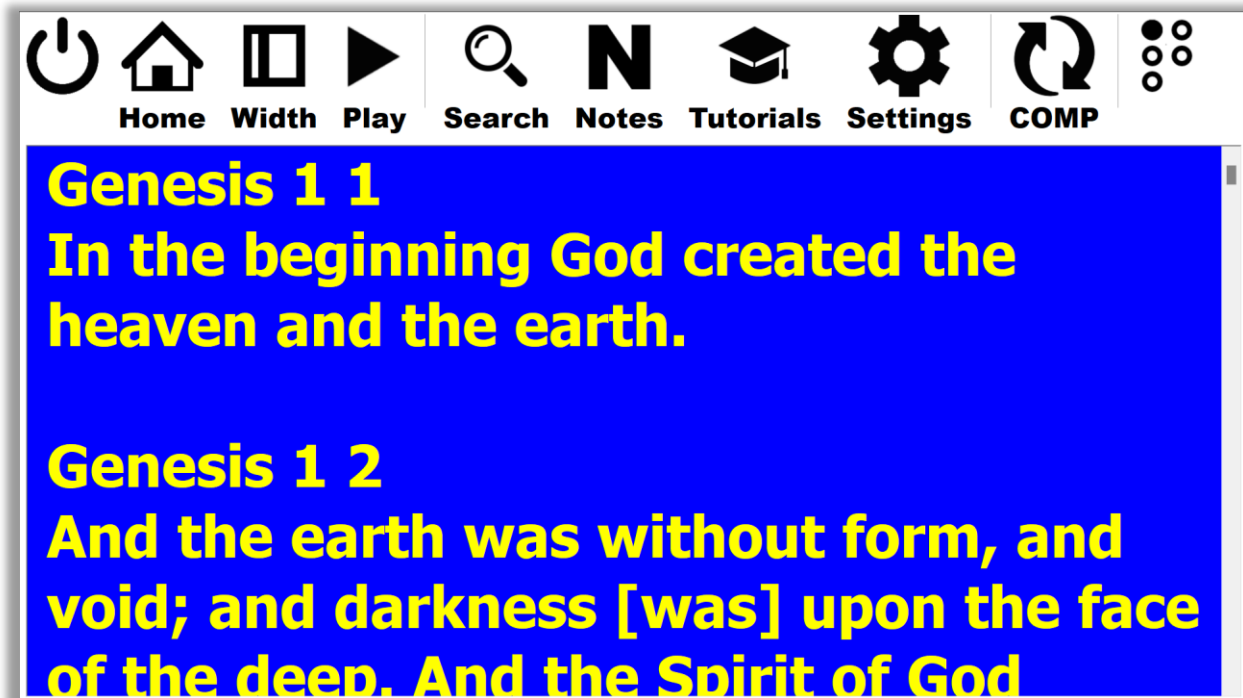 Home Width Play Search Notes Tutorials Settings COMP
Genesis 1 1
In the beginning God created the
heaven and the earth.
Genesis 1 2
And the earth was without form, and
void; and darkness [was] upon the face
of the deep. And the Spirit of God